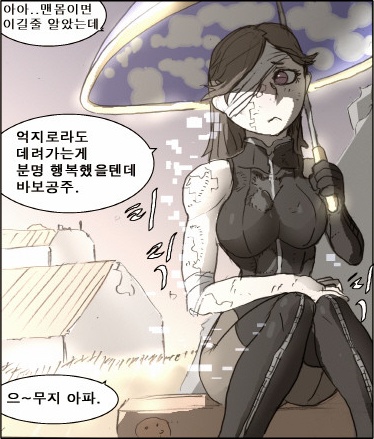 아아..맨몸이면
이길줄 알았는데
억지로라도
데려가는게
분명 행복했을텐데
바보공주.
으~무지 아파.